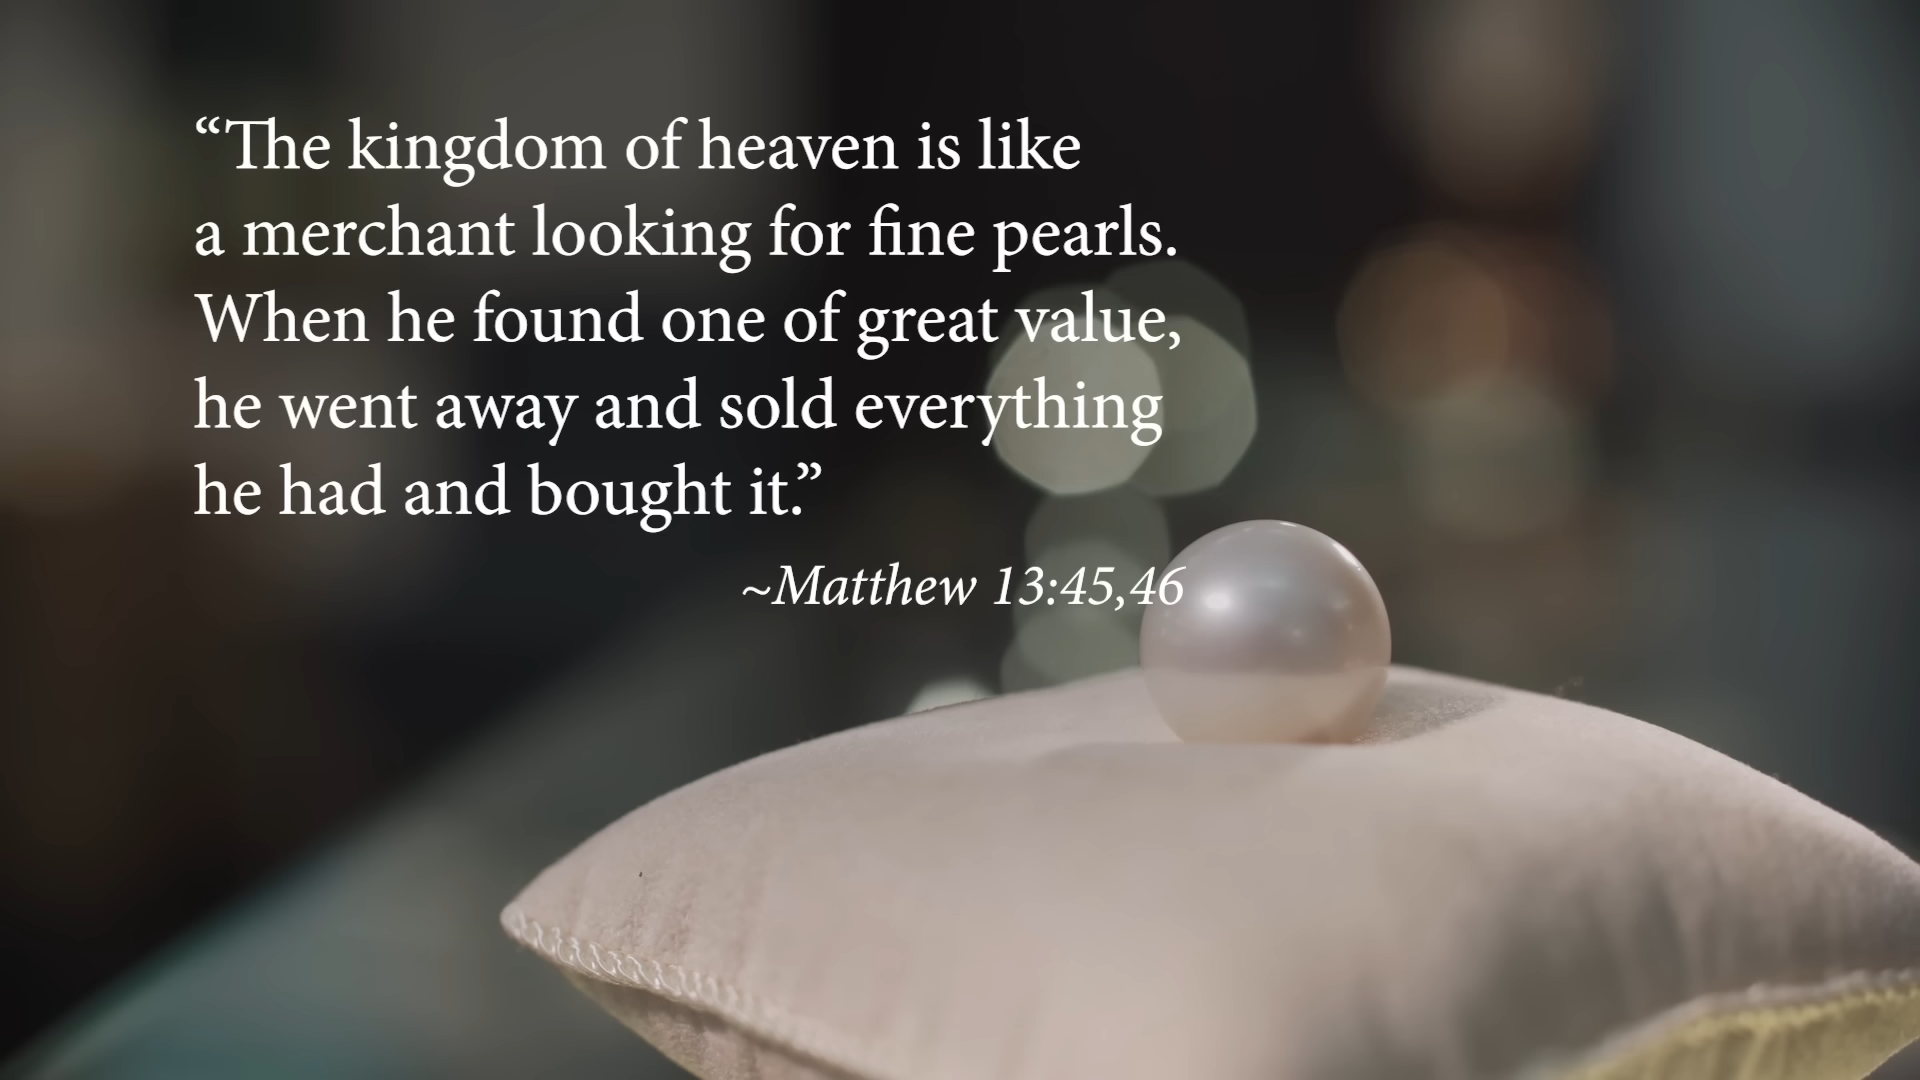 “The kingdom of heaven is like
a merchant looking for fine pearls.
When he found one of great value,
he went away and sold everything
he had and bought it.”
~Matthew 13:45,46